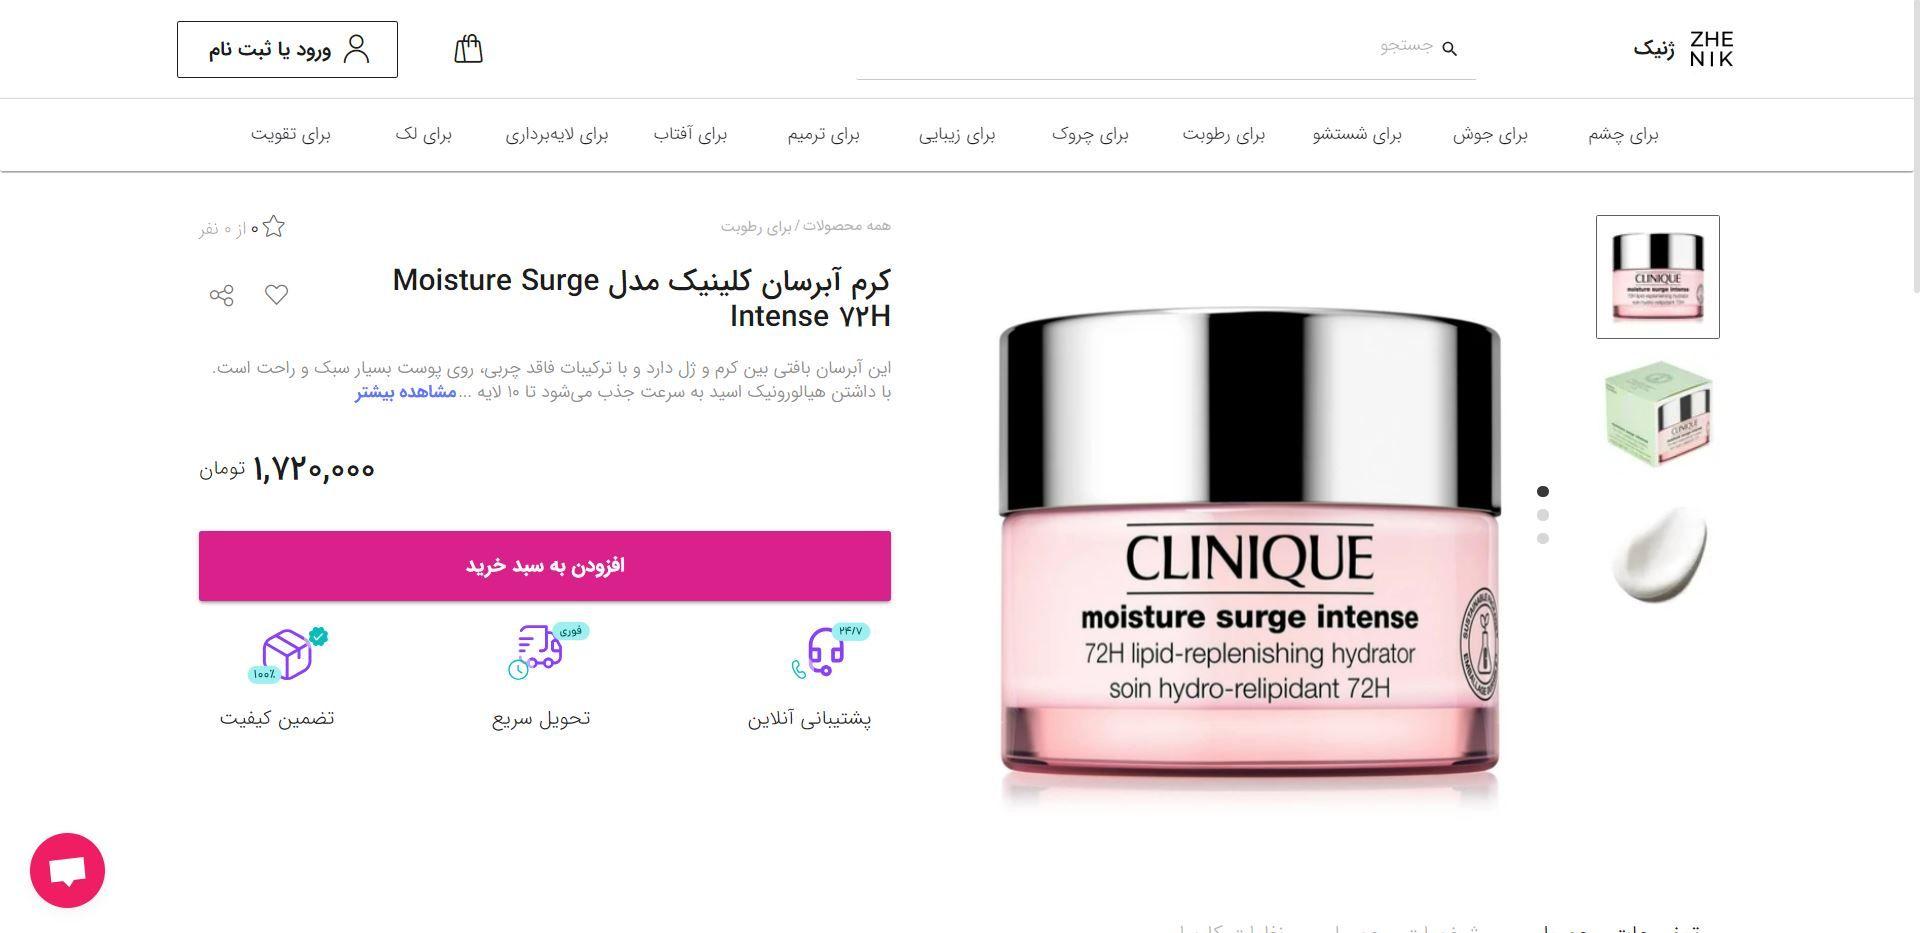 ZHE
NIK
ژنیک
جستجو
ورود یا ثبت نام
برای چشم
برای جوش
برای شستشو
برای رطوبت
برای چروک
برای زیبایی
برای ترمیم
برای آفتاب
برای لایه‌برداری
برای لک
برای تقویت
همه محصولات / برای رطوبت
۰ از ۰ نفر
کرم آبرسان کلینیک مدل Moisture Surge
Intense ۷۲H
این آبرسان بافتی بین کرم و ژل دارد و با ترکیبات فاقد چربی، روی پوست بسیار سبک و راحت است.
با داشتن هیالورونیک اسید به سرعت جذب می‌شود تا ۱۰ لایه ... مشاهده بیشتر
۱,۷۲۰,۰۰۰ تومان
افزودن به سبد خرید
۲۴/۷
پشتیبانی آنلاین
فوری
تحویل سریع
۱۰۰٪
تضمین کیفیت
CLINIQUE
moisture surge intense
72H lipid-replenishing hydrator
soin hydro-relipidant 72H
CLINIQUE
moisture surge intense
CLINIQUE